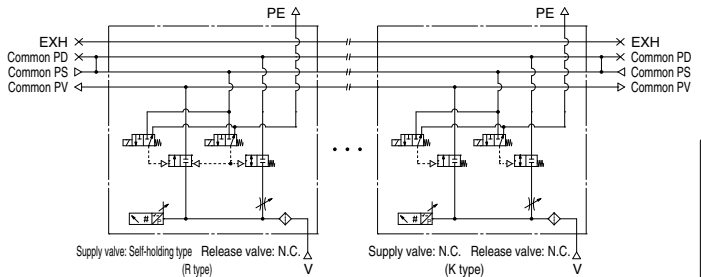 PE
PE
EXH
EXH
Common PD
Common PD
Common PS
Common PS
Common PV
Common PV
#
#
Supply valve: Self-holding type Release valve: N.C.
(R type)
V
Supply valve: N.C. Release valve: N.C.
(K type)
V